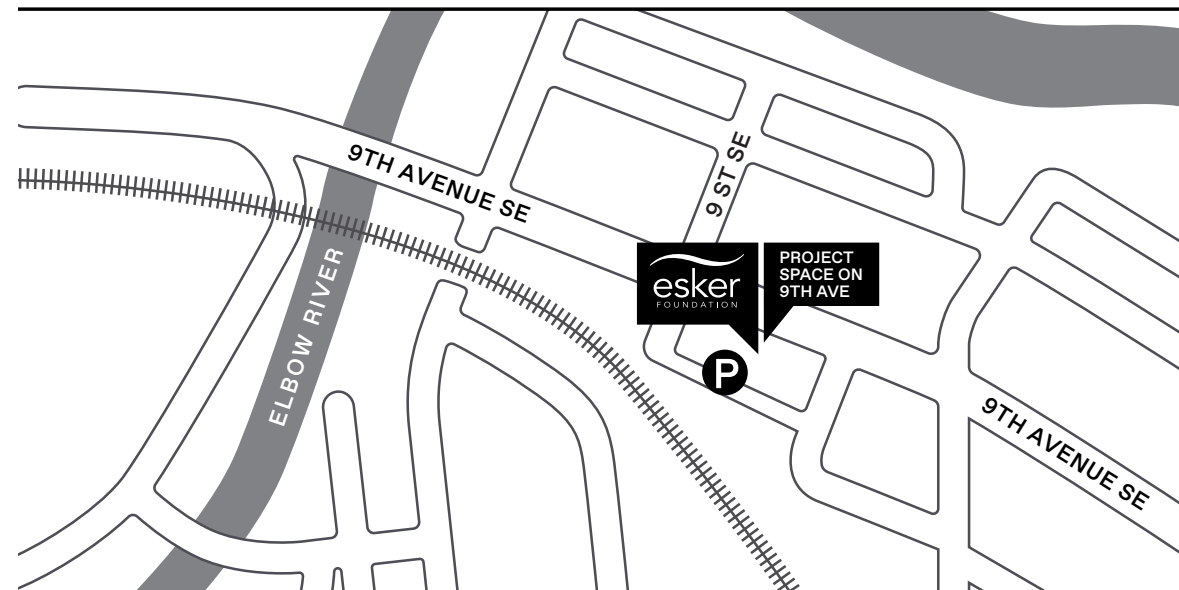 9TH AVENUE SE
9 ST SE
ELBOW RIVER
esker
FOUNDATION
PROJECT
SPACE ON
9TH AVE
P
9TH AVENUE SE